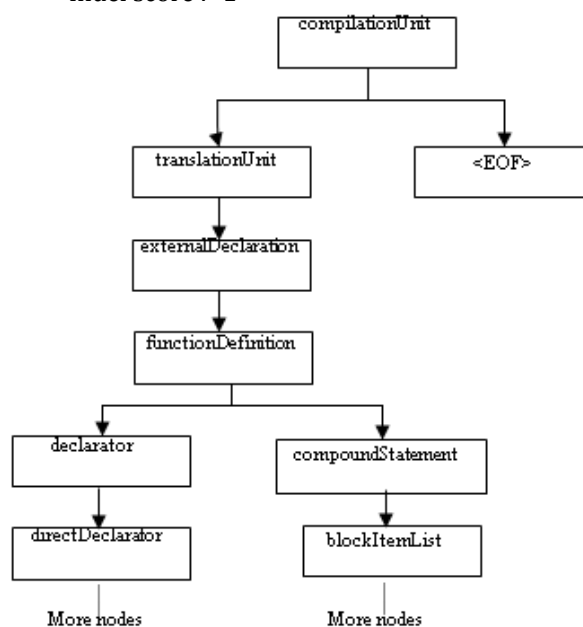 compilationUnit
translationUnit
<EOF>
externalDeclaration
functionDefinition
declarator
compoundStatement
directDeclarator
blockItemList
More nodes
More nodes